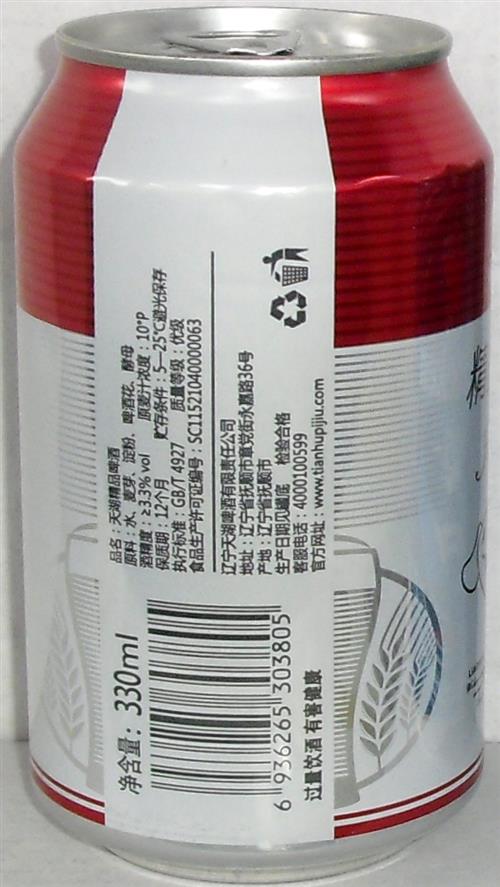 品名：天湖精品啤酒
原料：水、麦芽、淀粉、啤酒花、酵母
酒精度：≥3.3% vol 原麦汁浓度：10°P
保质期：12个月 贮存条件：5—25℃避光保存
执行标准：GB/T 4927 质量等级：优级
食品生产许可证编号：SC11521040000063
辽宁天湖啤酒有限责任公司
地址：辽宁省抚顺市章党街永嘉路36号
产地：辽宁省抚顺市
生产日期见罐底 检验合格
客服电话：4000100599
官方网址：www.tianhupijiu.com
净含量：330ml
6 936265 303805
过量饮酒 有害健康
精